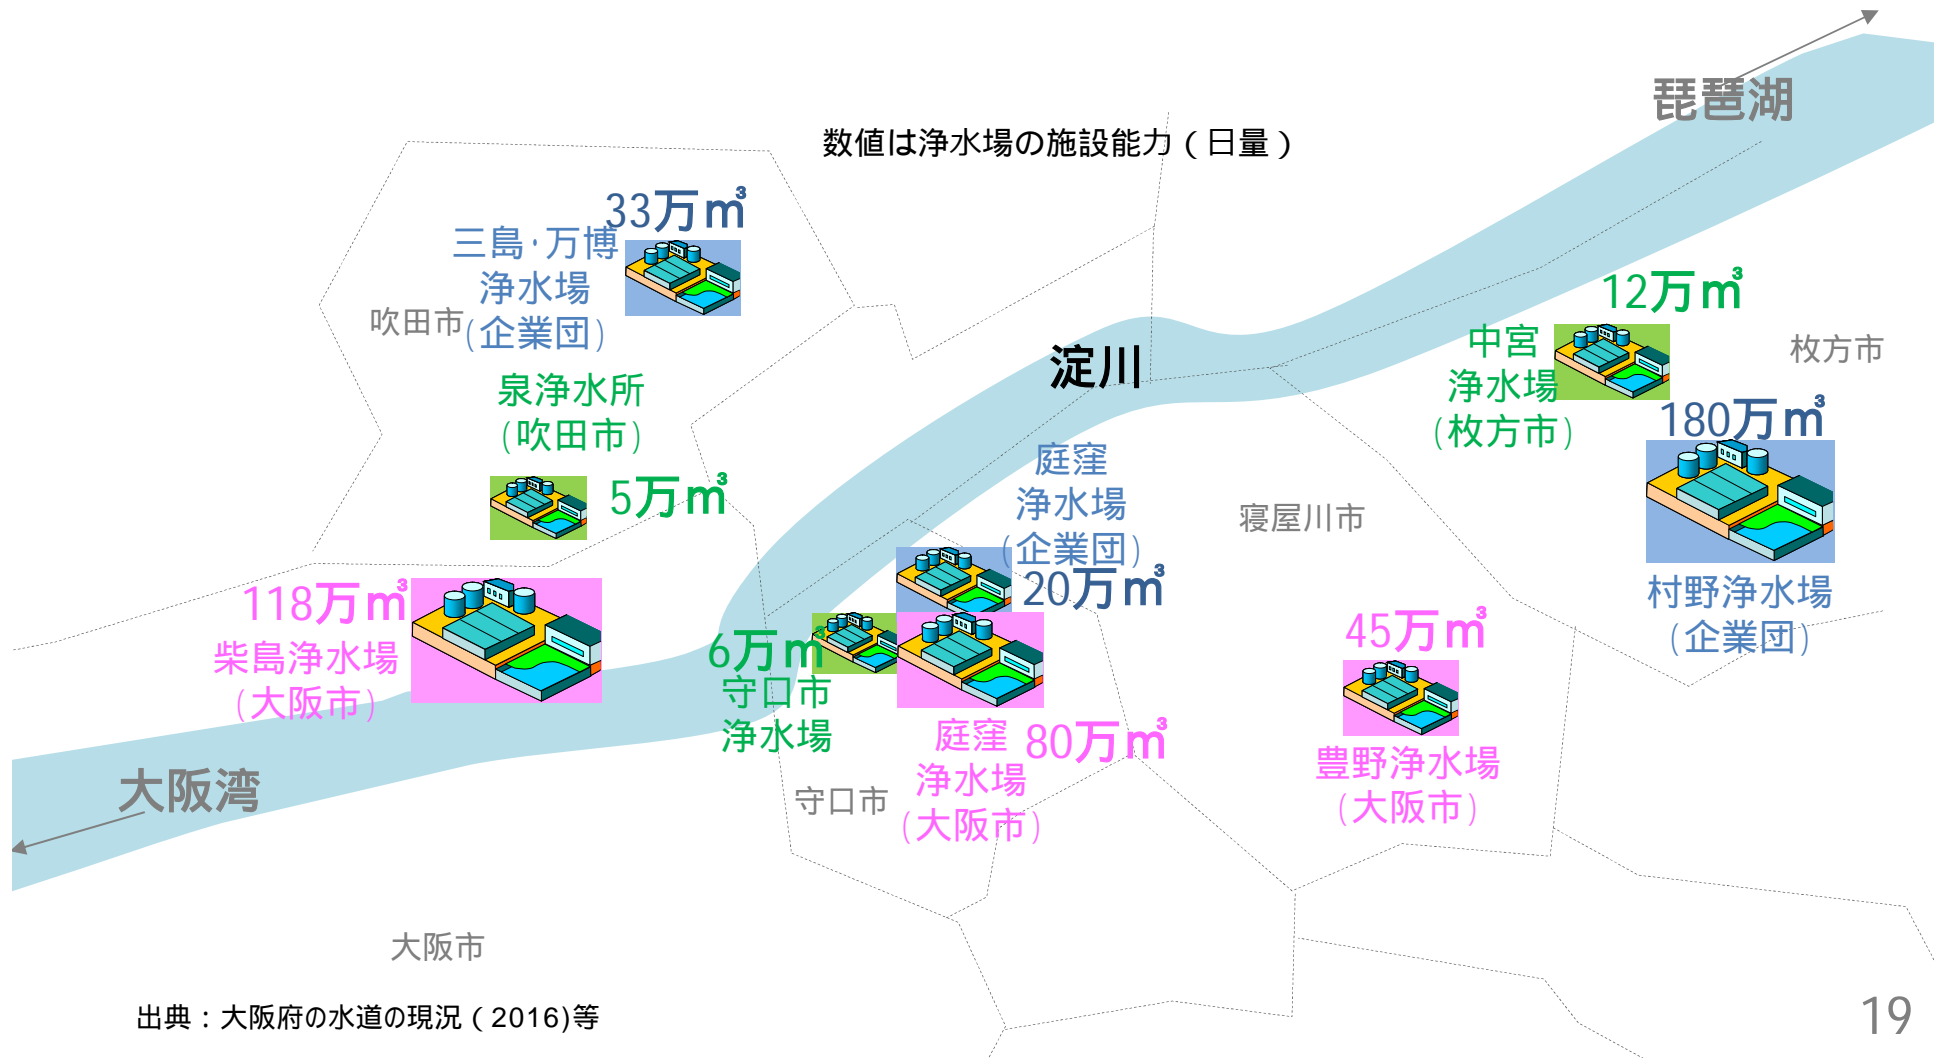 琵琶湖
数値は浄水場の施設能力（日量）
33万㎥
三島・万博
浄水場
(企業団)
吹田市
泉浄水所
(吹田市)
5万㎥
淀川
12万㎥
中宮
浄水場
(枚方市)
枚方市
180万㎥
村野浄水場
(企業団)
庭窪
浄水場
(企業団)
20万㎥
寝屋川市
118万㎥
柴島浄水場
(大阪市)
6万㎥
守口市
浄水場
庭窪
浄水場
(大阪市)
80万㎥
45万㎥
豊野浄水場
(大阪市)
守口市
大阪湾
大阪市
出典：大阪府の水道の現況（2016)等
19